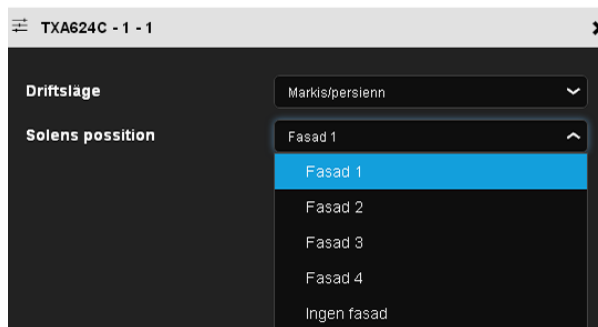 TXA624C - 1 - 1
Driftsläge Markis/persienn
Solens possition Fasad 1
Fasad 1
Fasad 2
Fasad 3
Fasad 4
Ingen fasad